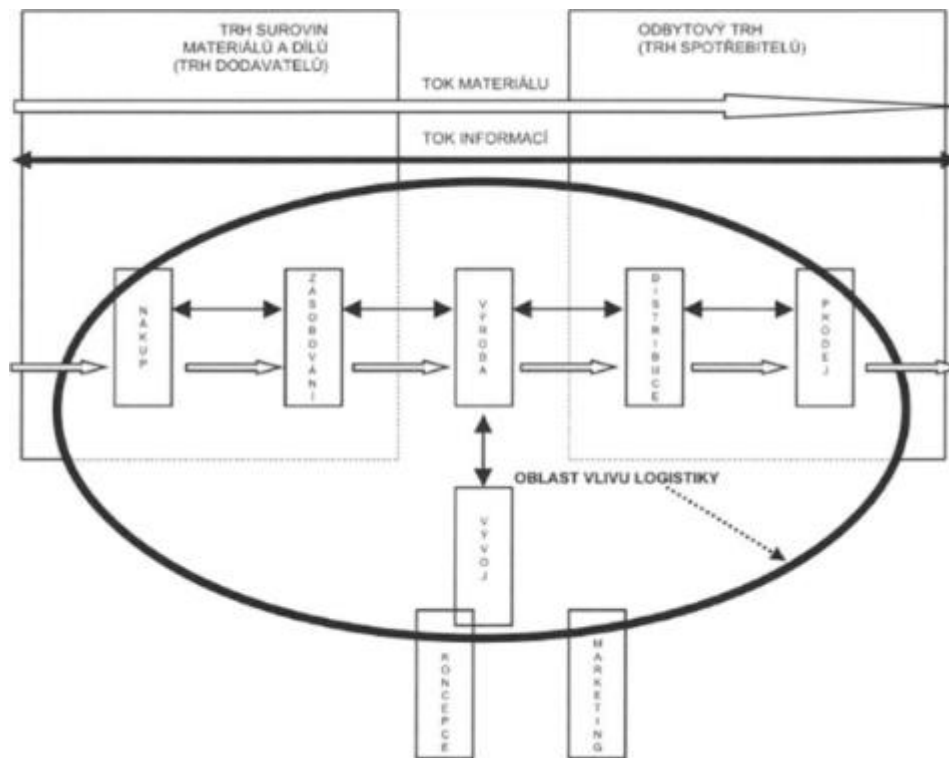 TRH SUROVIN
MATERIÁLŮ A DÍLŮ
(TRH DODAVATELŮ)
ODBYTOVÝ TRH
(TRH SPOTŘEBITELŮ)
TOK MATERIÁLU
TOK INFORMACÍ
NÁKUP
ZÁSOBOVÁNÍ
VÝROBA
DISTRIBUCE
PRODEJ
OBLAST VLIVU LOGISTIKY
VÝVOJ
KONCEPCE
MARKETING